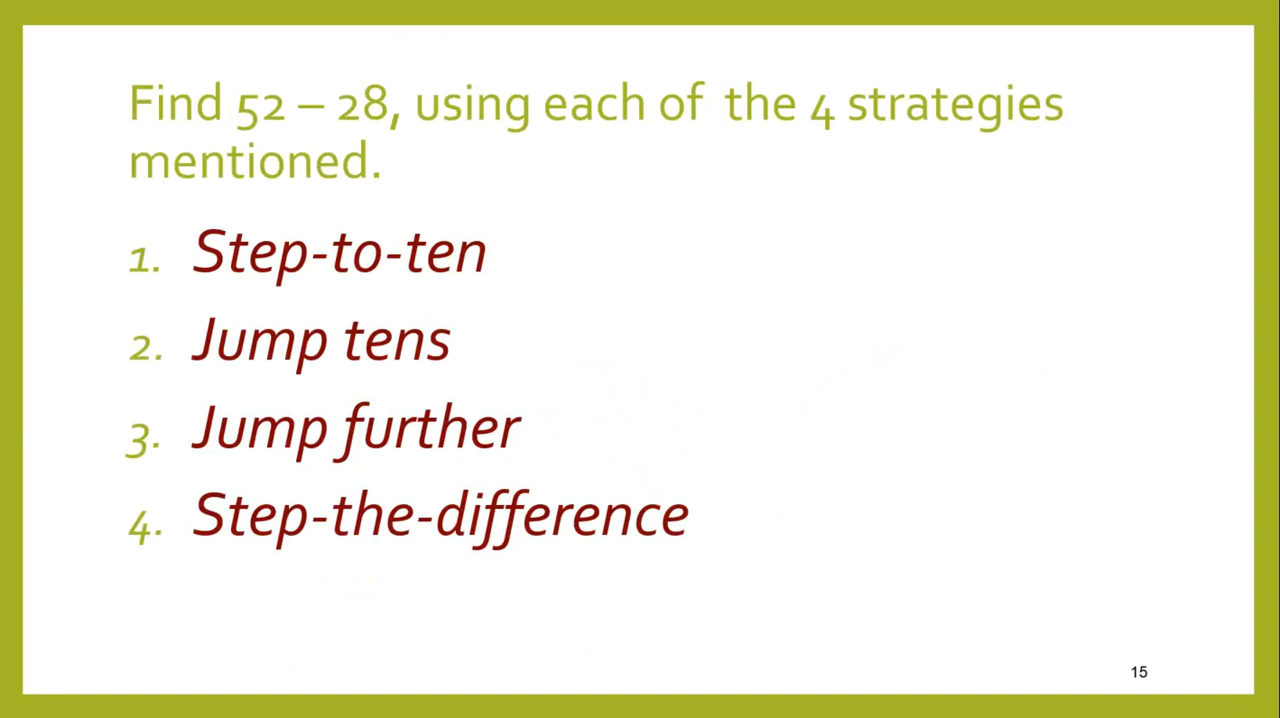 Find 52 – 28, using each of the 4 strategies
mentioned.
1. Step-to-ten
2. Jump tens
3. Jump further
4. Step-the-difference
15